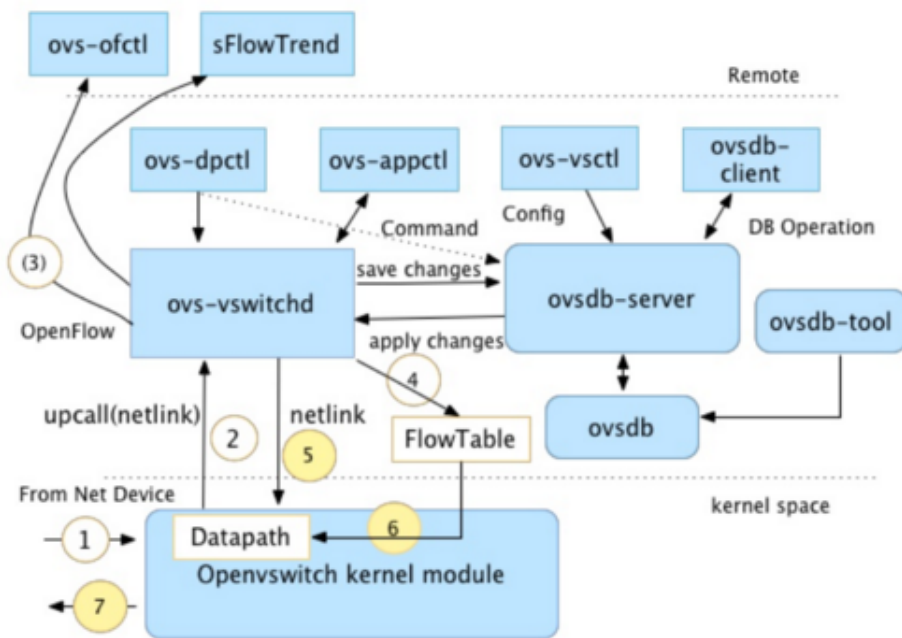 ovs-ofctl
sFlowTrend
Remote
ovs-dpctl
ovs-appctl
ovs-vsctl
ovsdb-
client
Command
Config
DB Operation
(3)
ovs-vswitchd
save changes
ovsdb-server
ovsdb-tool
OpenFlow
apply changes
4
upcall(netlink)
2
netlink
5
FlowTable
ovsdb
From Net Device
kernel space
1
Datapath
6
Openvswitch kernel module
7